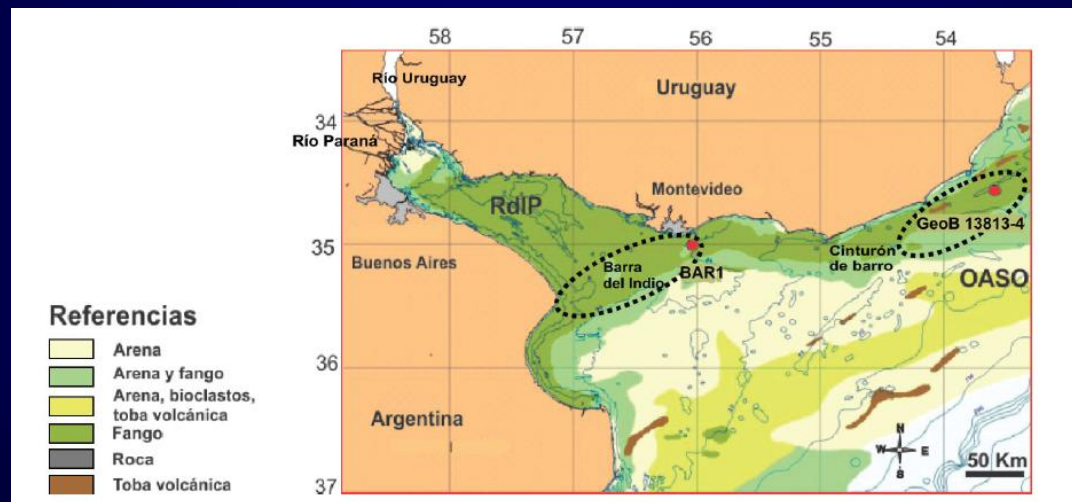 58 57 56 55 54
Río Uruguay
Uruguay
34
Río Paraná
Montevideo
RdlP
GeoB 13813-4
35
Buenos Aires
Barra
del Indio
BAR1
Cinturón
de barro
OASO
Referencias
Arena
Arena y fango
Arena, bioclastos,
toba volcánica
Fango
Roca
Toba volcánica
36
Argentina
N
W E
S
50 Km
37